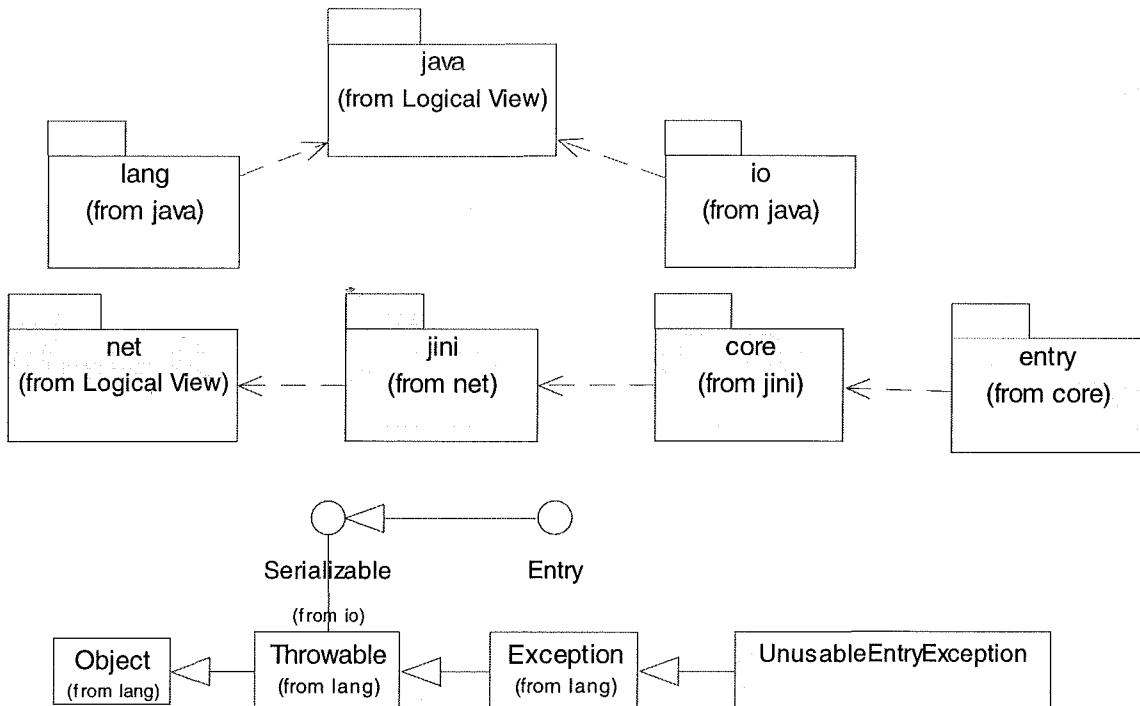 java
(from Logical View)
lang
(from java)
io
(from java)
net
(from Logical View)
jini
(from net)
core
(from jini)
entry
(from core)
Serializable
(from io)
Entry
Object
(from lang)
Throwable
(from lang)
Exception
(from lang)
UnusableEntryException